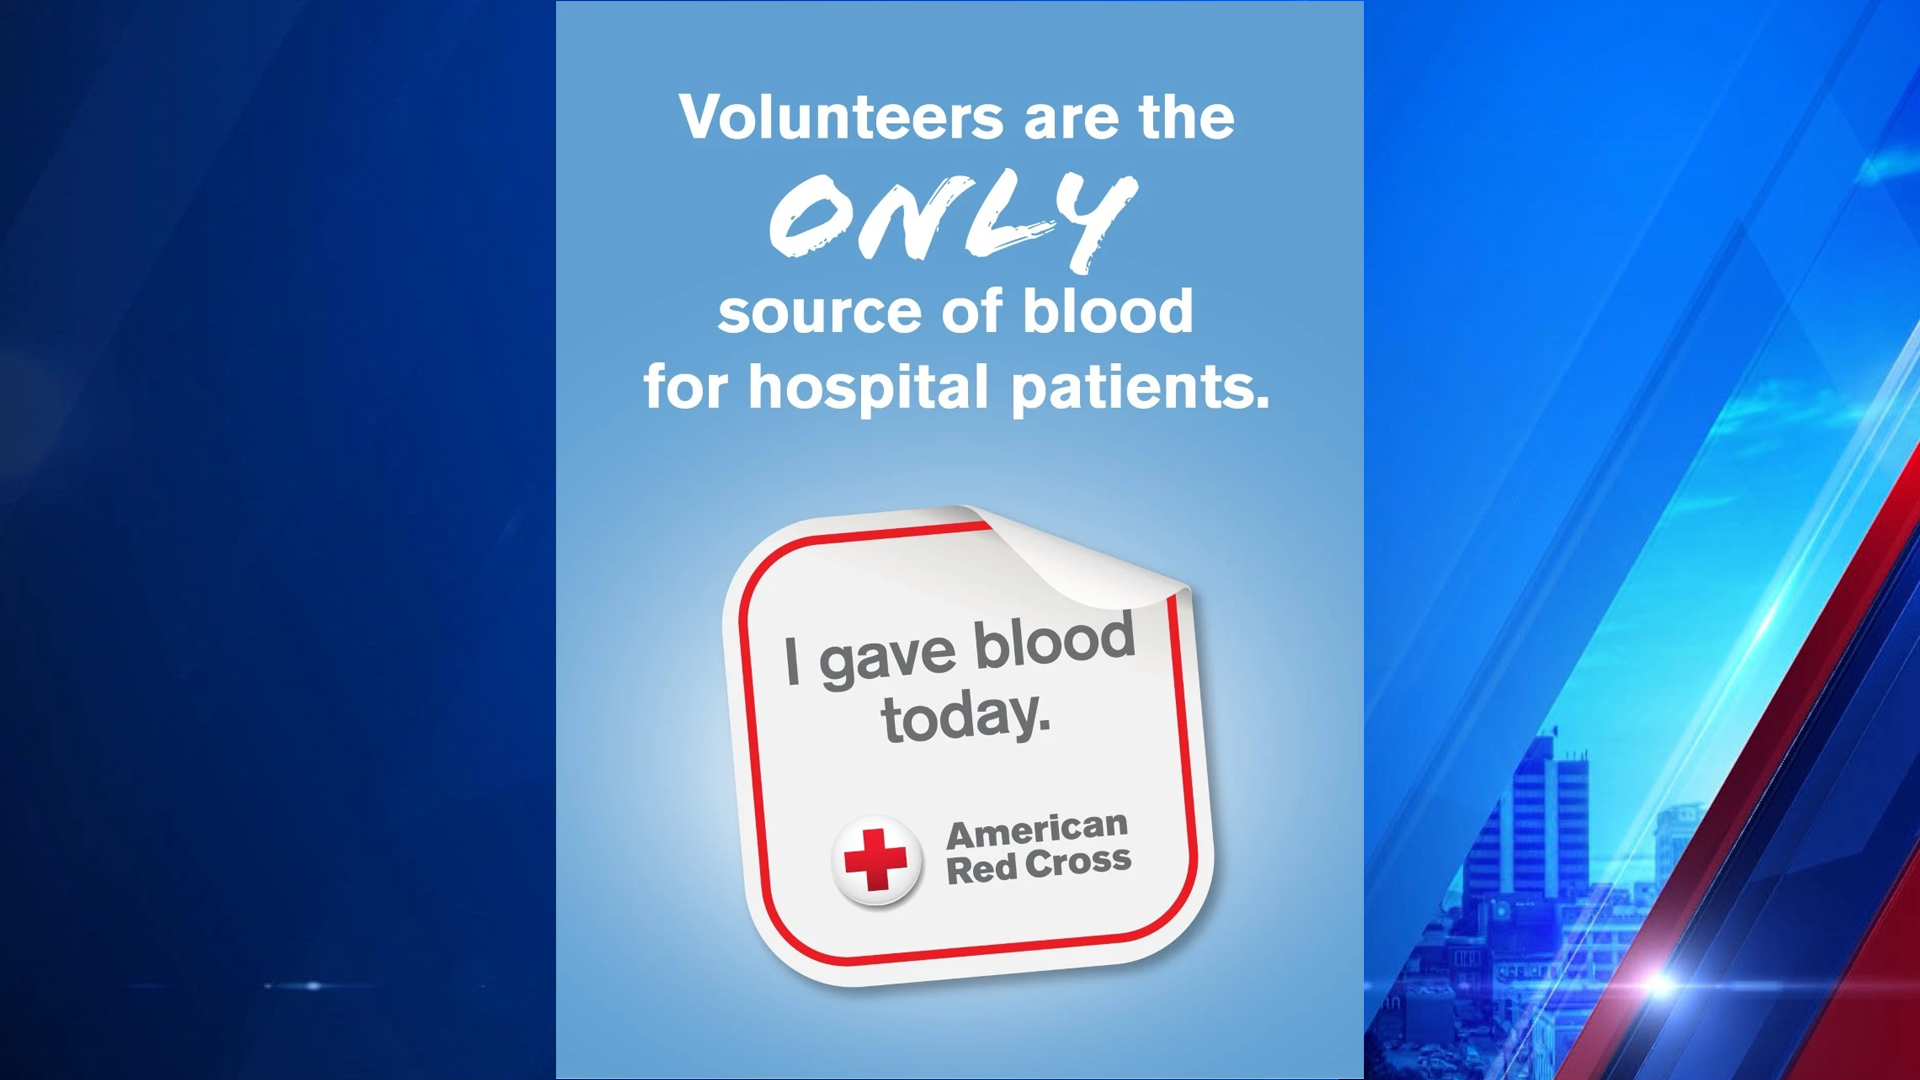 Volunteers are the
ONLY
source of blood
for hospital patients.
I gave blood
today.
American
Red Cross